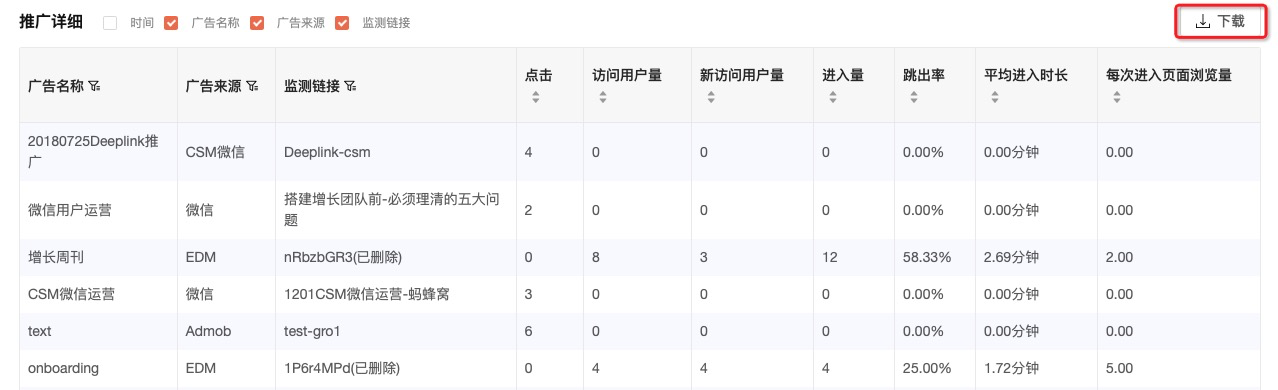 推广详细 时间 广告名称 广告来源 监测链接 下载
广告名称 广告来源 监测链接 点击 访问用户量 新访问用户量 进入量 跳出率 平均进入时长 每次进入页面浏览量
20180725Deeplink推
广 CSM微信 Deeplink-csm 4 0 0 0 0.00% 0.00分钟 0.00
微信用户运营 微信 搭建增长团队前-必须理清的五大问
题 2 0 0 0 0.00% 0.00分钟 0.00
增长周刊 EDM nRbzbGR3(已删除) 0 8 3 12 58.33% 2.69分钟 2.00
CSM微信运营 微信 1201CSM微信运营-蚂蜂窝 3 0 0 0 0.00% 0.00分钟 0.00
text Admob test-gro1 6 0 0 0 0.00% 0.00分钟 0.00
onboarding EDM 1P6r4MPd(已删除) 0 4 4 4 25.00% 1.72分钟 5.00